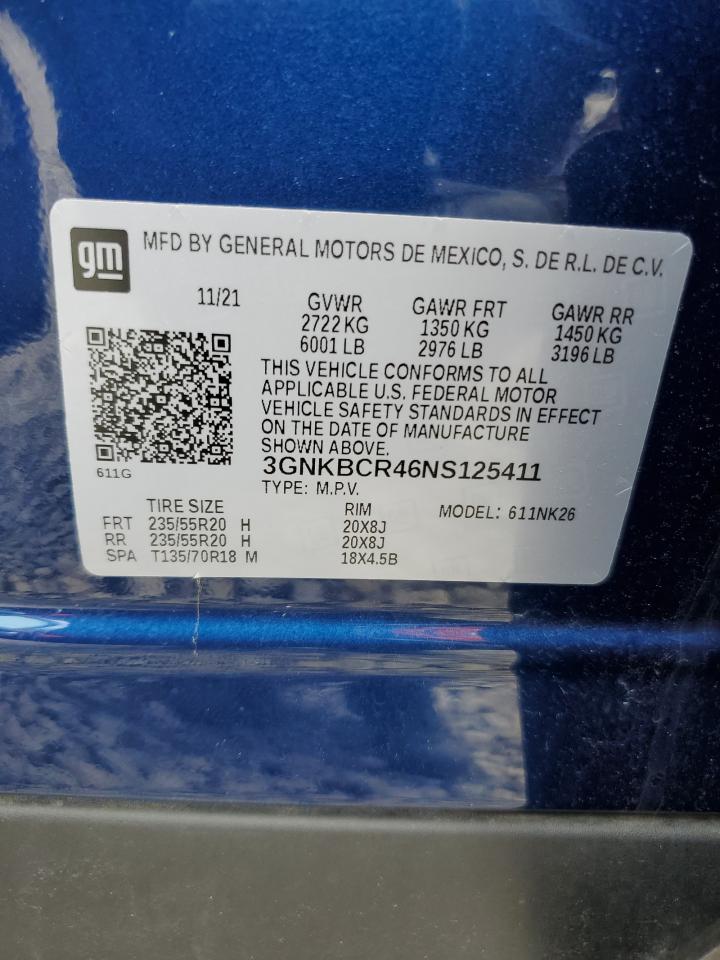 gm
MFD BY GENERAL MOTORS DE MEXICO, S. DE R.L. DE C.V.
11/21
GVWR
2722 KG
6001 LB
GAWR FRT
1350 KG
2976 LB
GAWR RR
1450 KG
3196 LB
THIS VEHICLE CONFORMS TO ALL
APPLICABLE U.S. FEDERAL MOTOR
VEHICLE SAFETY STANDARDS IN EFFECT
ON THE DATE OF MANUFACTURE
SHOWN ABOVE.
611G
3GNKBCR46NS125411
TYPE: M.P.V.
TIRE SIZE RIM MODEL: 611NK26
FRT 235/55R20 H 20X8J
RR 235/55R20 H 20X8J
SPA T135/70R18 M 18X4.5B